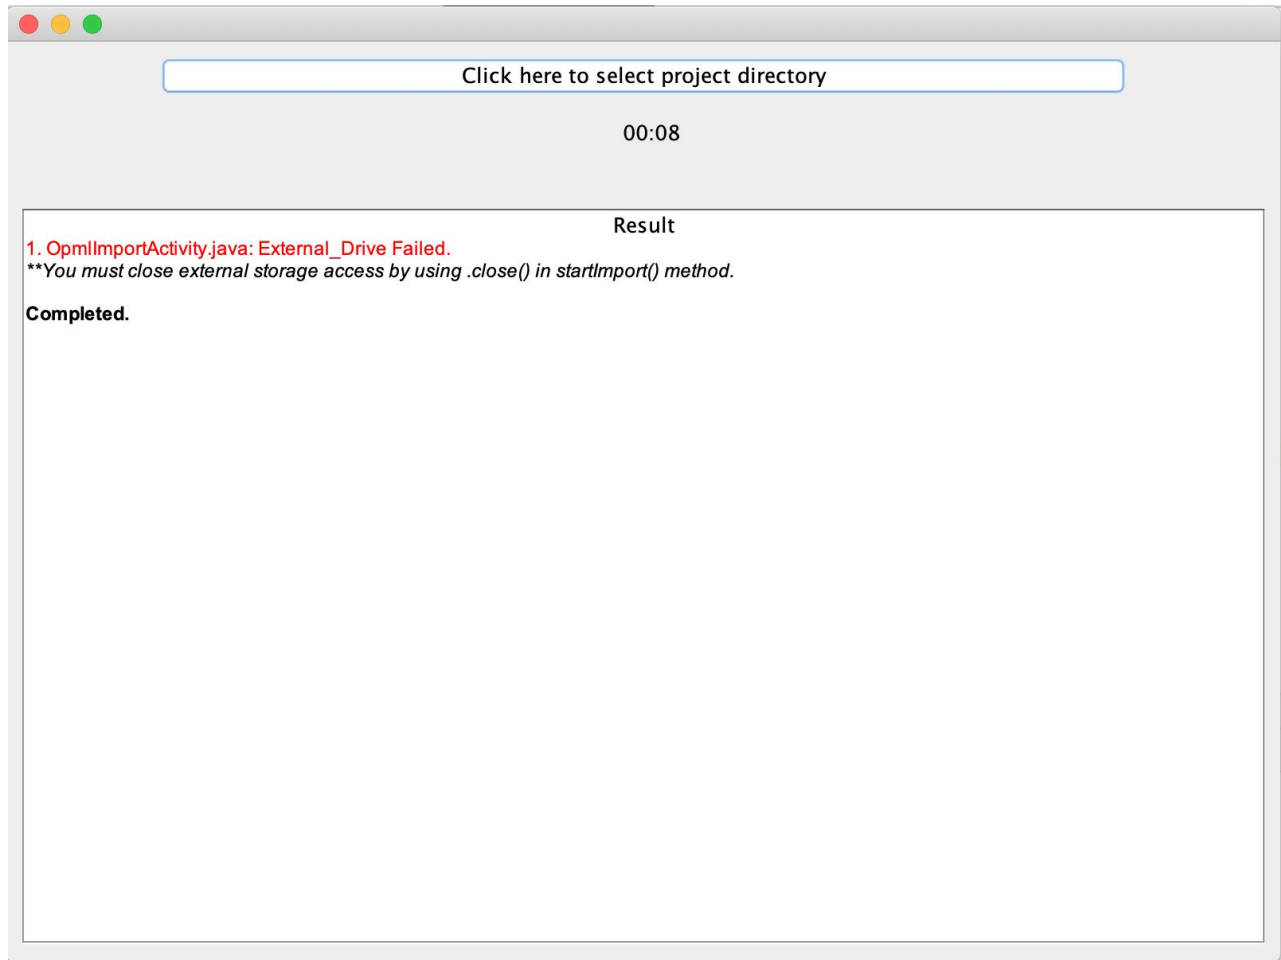 Click here to select project directory
00:08
Result
1. OpmlImportActivity.java: External_Drive Failed.
**You must close external storage access by using .close() in startImport() method.
Completed.